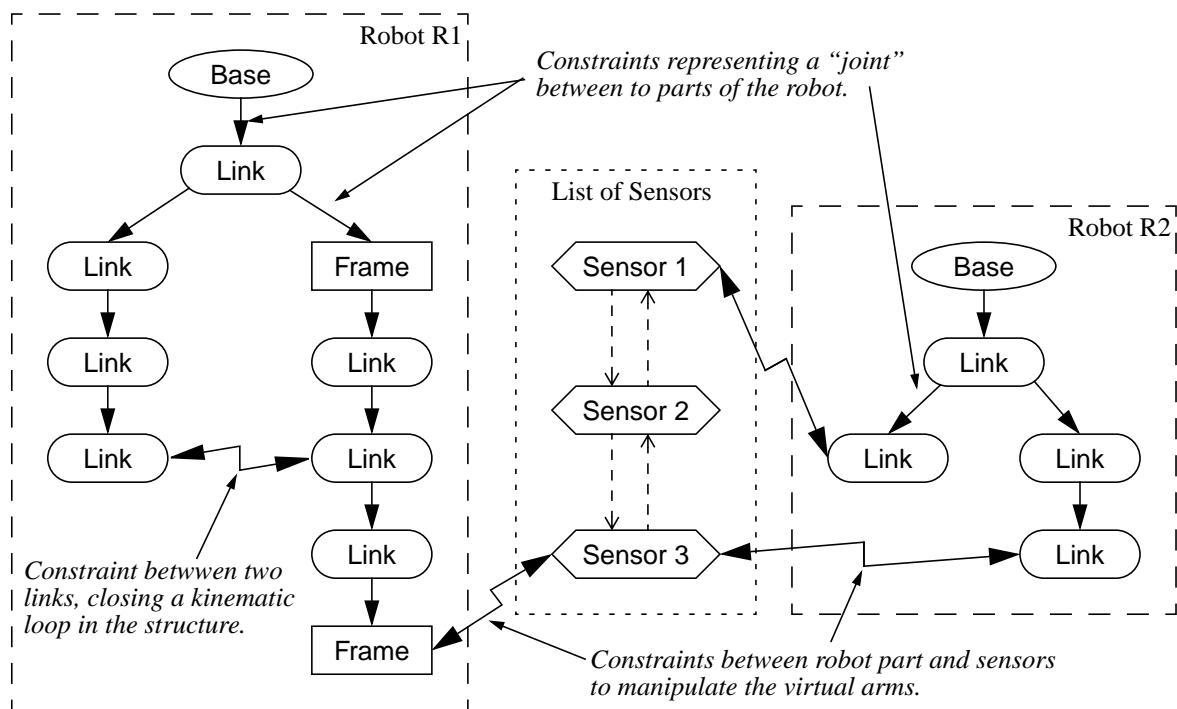 Robot R1
Base
Constraints representing a “joint”
between to parts of the robot.
Link
List of Sensors
Robot R2
Link
Frame
Sensor 1
Base
Link
Link
Link
Sensor 2
Link
Link
Link
Link
Link
Sensor 3
Link
Constraint betwwen two
links, closing a kinematic
loop in the structure.
Frame
Constraints between robot part and sensors
to manipulate the virtual arms.